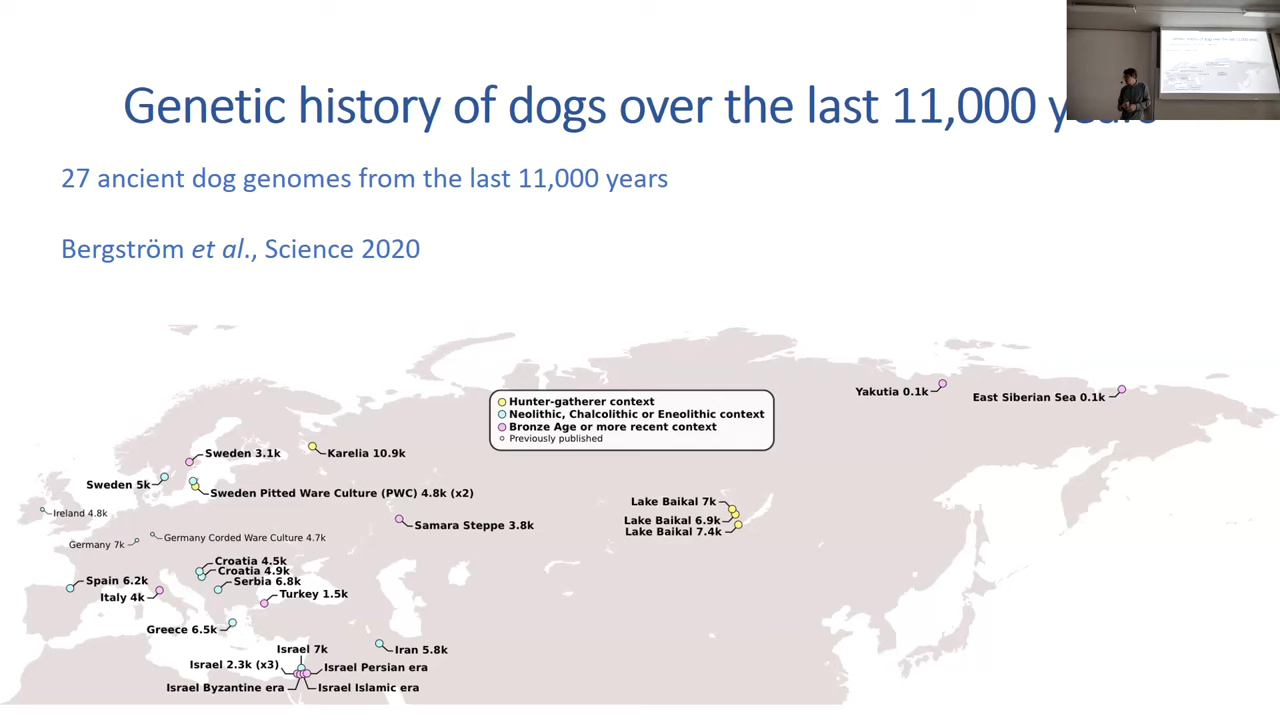 Genetic history of dogs over the last 11,000
27 ancient dog genomes from the last 11,000 years
Bergström et al., Science 2020
Hunter-gatherer context
Neolithic, Chalcolithic or Eneolithic context
Bronze Age or more recent context
Previously published
Yakutia 0.1k
East Siberian Sea 0.1k
Sweden 3.1k
Karelia 10.9k
Sweden 5k
Sweden Pitted Ware Culture (PWC) 4.8k (x2)
Ireland 4.8k
Lake Baikal 7k
Lake Baikal 6.9k
Lake Baikal 7.4k
Samara Steppe 3.8k
Germany Corded Ware Culture 4.7k
Germany 7k
Croatia 4.5k
Croatia 4.9k
Spain 6.2k
Serbia 6.8k
Italy 4k
Turkey 1.5k
Greece 6.5k
Israel 7k
Iran 5.8k
Israel 2.3k (x3)
Israel Persian era
Israel Byzantine era
Israel Islamic era